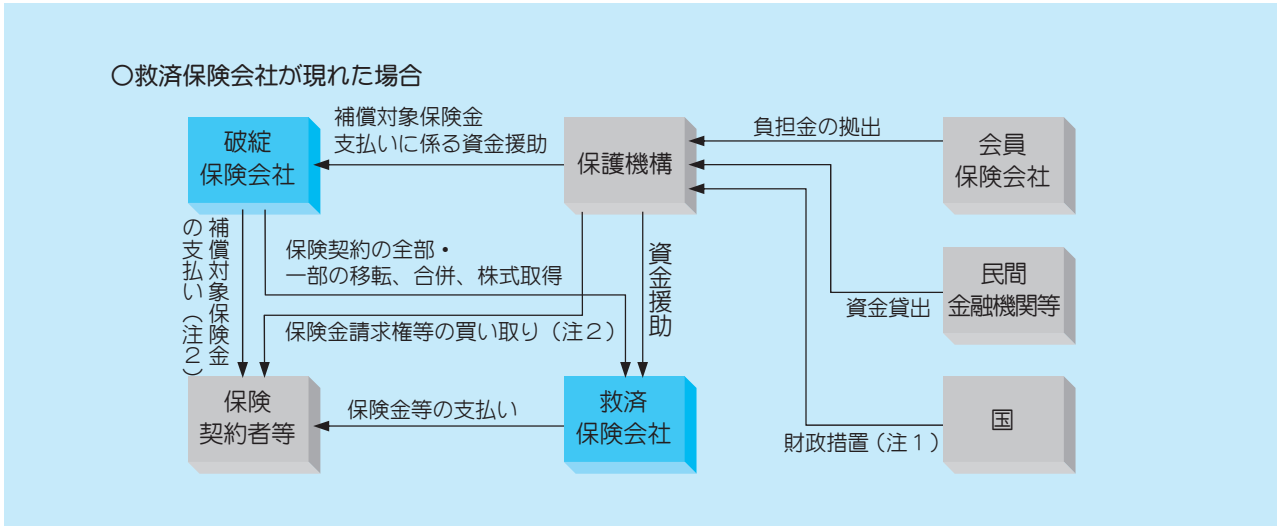 〇救済保険会社が現れた場合
破綻
保険会社
補償対象保険金
支払いに係る資金援助
保護機構
負担金の拠出
会員
保険会社
補償対象保険金
の支払い（注２）
保険契約の全部・
一部の移転、合併、株式取得
資金援助
民間
金融機関等
資金貸出
保険金請求権等の買い取り（注２）
保険
契約者等
保険金等の支払い
救済
保険会社
国
財政措置（注１）